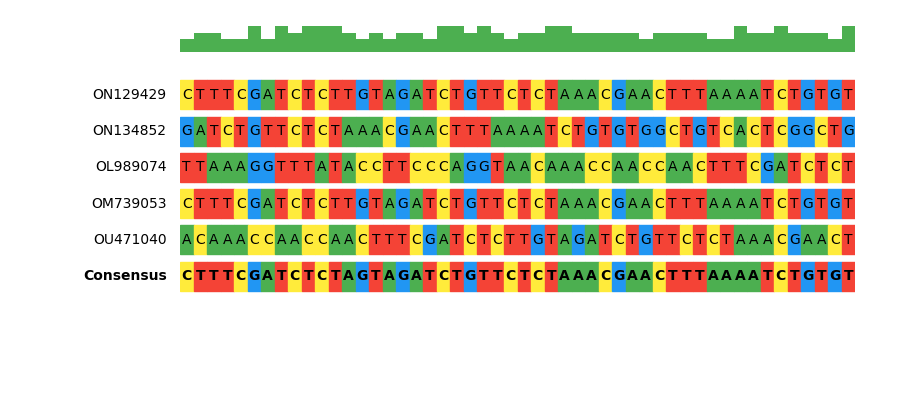 ON129429 CTTTCGATCTCTTGTAGATCTGTTCTCTAAACGAACTTTAAAATCTGTGT
ON134852 GATCTGTTCTCTAAACGAACTTTAAAATCTGTGTGGCTGTCACTCGGCTG
OL989074 TTAAAGGTTTATACCTTCCCAGGTAACAAACCAACCAACTTTCGATCTCT
OM739053 CTTTCGATCTCTTGTAGATCTGTTCTCTAAACGAACTTTAAAATCTGTGT
OU471040 ACAAACCAACCAACTTTCGATCTCTTGTAGATCTGTTCTCTAAACGAACT
Consensus CTTTCGATCTCTAGTAGATCTGTTCTCTAAACGAACTTTAAAATCTGTGT